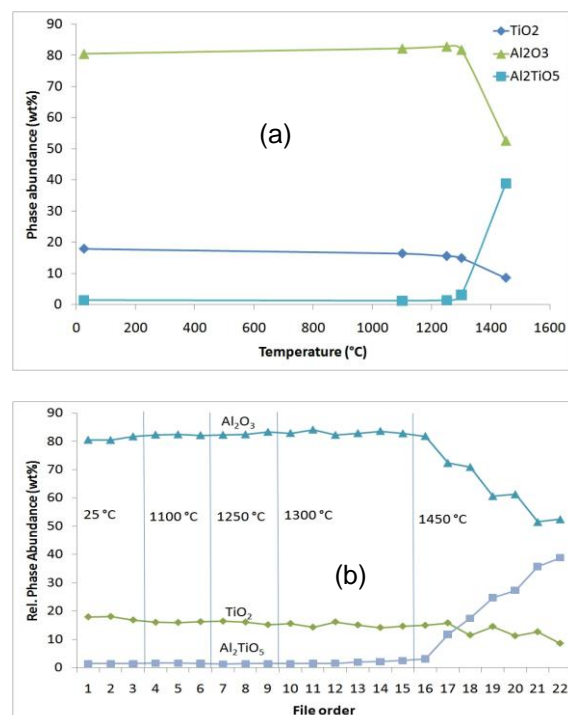 90
80
70
60
50
40
30
20
10
0
Phase abundance (wt%)
TiO2
Al2O3
Al2TiO5
(a)
0 200 400 600 800 1000 1200 1400 1600
Temperature (°C)
90
80
70
60
50
40
30
20
10
0
Rel. Phase Abundance (wt%)
Al₂O₃
25 °C 1100 °C 1250 °C 1300 °C 1450 °C
(b)
TiO₂
Al₂TiO₅
1 2 3 4 5 6 7 8 9 10 11 12 13 14 15 16 17 18 19 20 21 22
File order